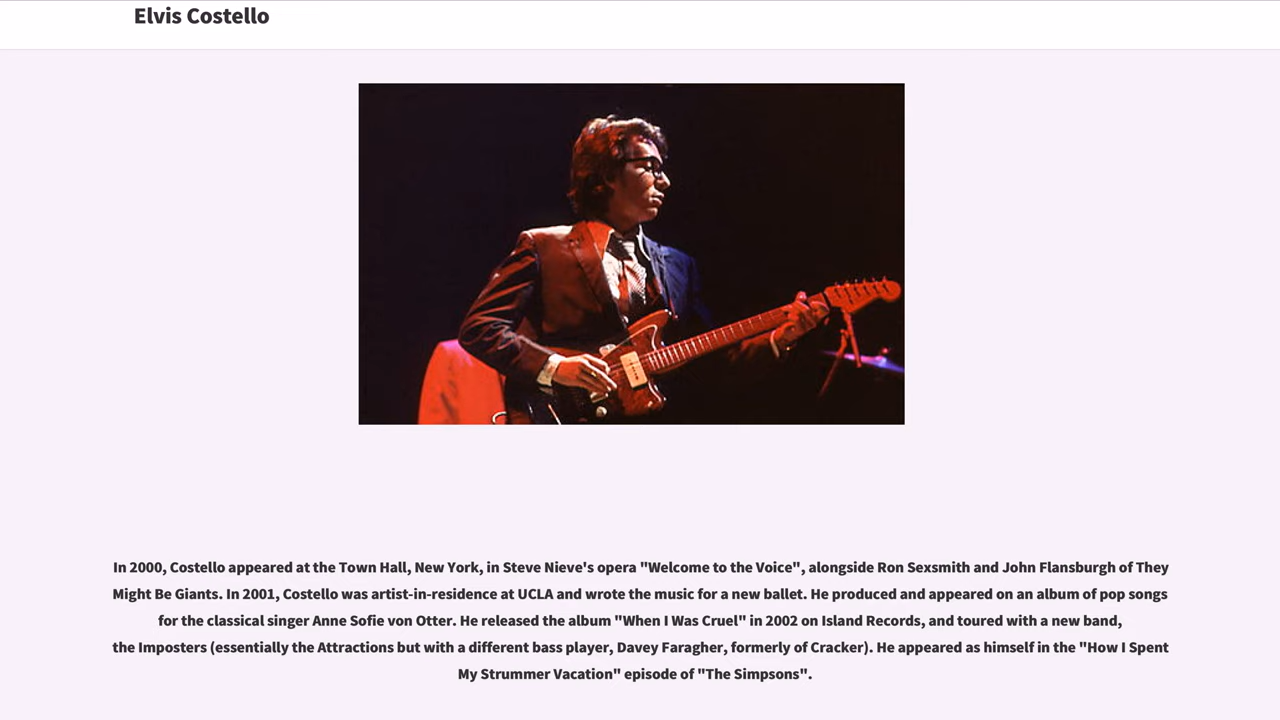 Elvis Costello
In 2000, Costello appeared at the Town Hall, New York, in Steve Nieve's opera "Welcome to the Voice", alongside Ron Sexsmith and John Flansburgh of They
Might Be Giants. In 2001, Costello was artist-in-residence at UCLA and wrote the music for a new ballet. He produced and appeared on an album of pop songs
for the classical singer Anne Sofie von Otter. He released the album "When I Was Cruel" in 2002 on Island Records, and toured with a new band,
the Imposters (essentially the Attractions but with a different bass player, Davey Faragher, formerly of Cracker). He appeared as himself in the "How I Spent
My Strummer Vacation" episode of "The Simpsons".